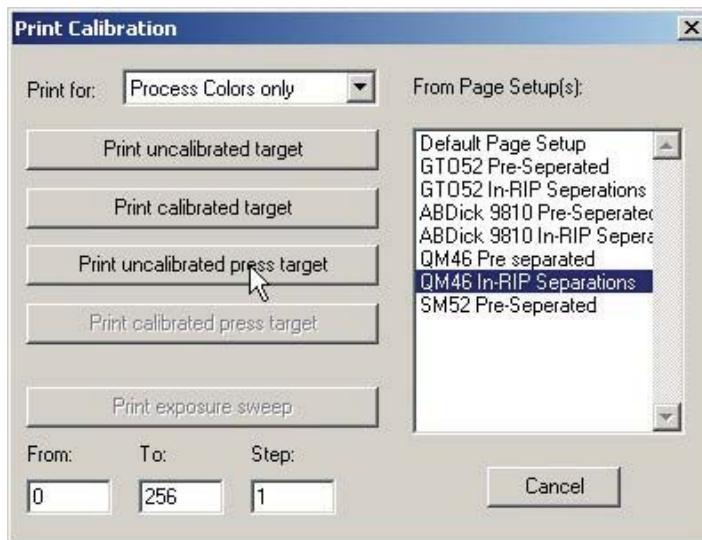 Print Calibration
Print for:
Process Colors only
Print uncalibrated target
Print calibrated target
Print uncalibrated press target
Print calibrated press target
Print exposure sweep
From:
To:
Step:
0
256
1
From Page Setup(s):
Default Page Setup
GTO52 Pre-Seperated
GTO52 In-RIP Seperations
ABDick 9810 Pre-Seperated
ABDick 9810 In-RIP Sepera
QM46 Pre separated
QM46 In-RIP Separations
SM52 Pre-Seperated
Cancel